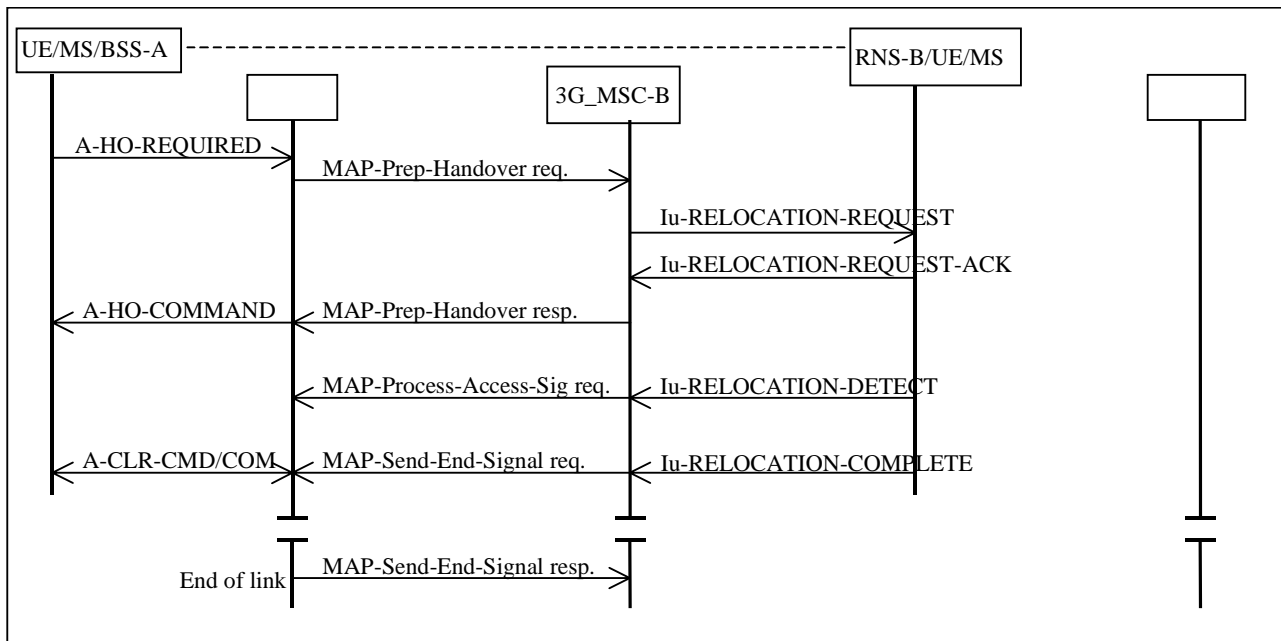 UE/MS/BSS-A
RNS-B/UE/MS
3G_MSC-B
A-HO-REQUIRED
MAP-Prep-Handover req.
Iu-RELOCATION-REQUEST
Iu-RELOCATION-REQUEST-ACK
A-HO-COMMAND
MAP-Prep-Handover resp.
MAP-Process-Access-Sig req.
Iu-RELOCATION-DETECT
A-CLR-CMD/COM
MAP-Send-End-Signal req.
Iu-RELOCATION-COMPLETE
End of link
MAP-Send-End-Signal resp.